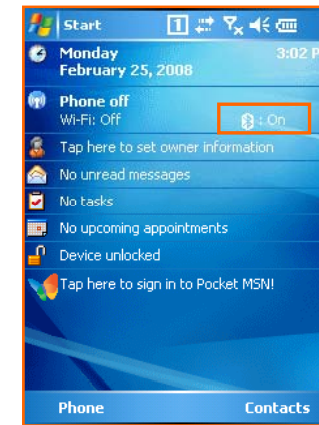 Start 1
Monday 3:02 P
February 25, 2008
Phone off
Wi-Fi: Off : On
Tap here to set owner information
No unread messages
No tasks
No upcoming appointments
Device unlocked
Tap here to sign in to Pocket MSN!
Phone Contacts